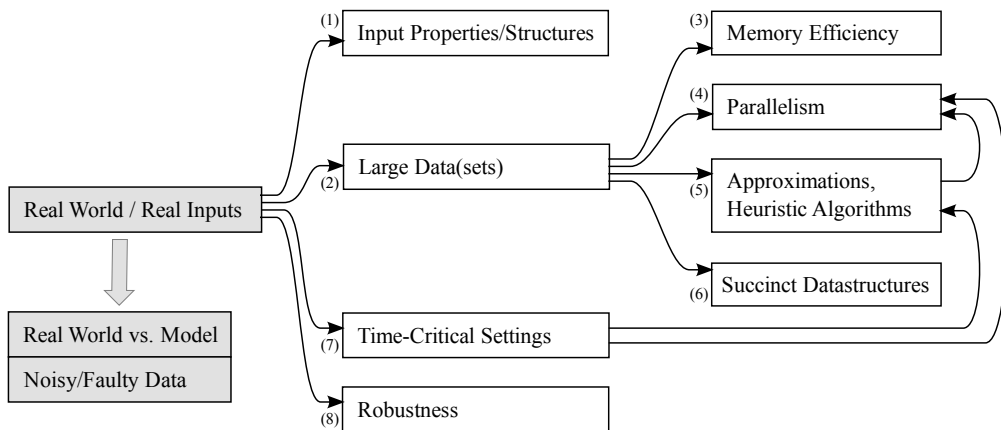 (1)
Input Properties/Structures
(3)
Memory Efficiency
(4)
Parallelism
Large Data(sets)
(2)
Approximations,
Heuristic Algorithms
(5)
Real World / Real Inputs
Succinct Datastructures
(6)
Real World vs. Model
Noisy/Faulty Data
Time-Critical Settings
(7)
Robustness
(8)